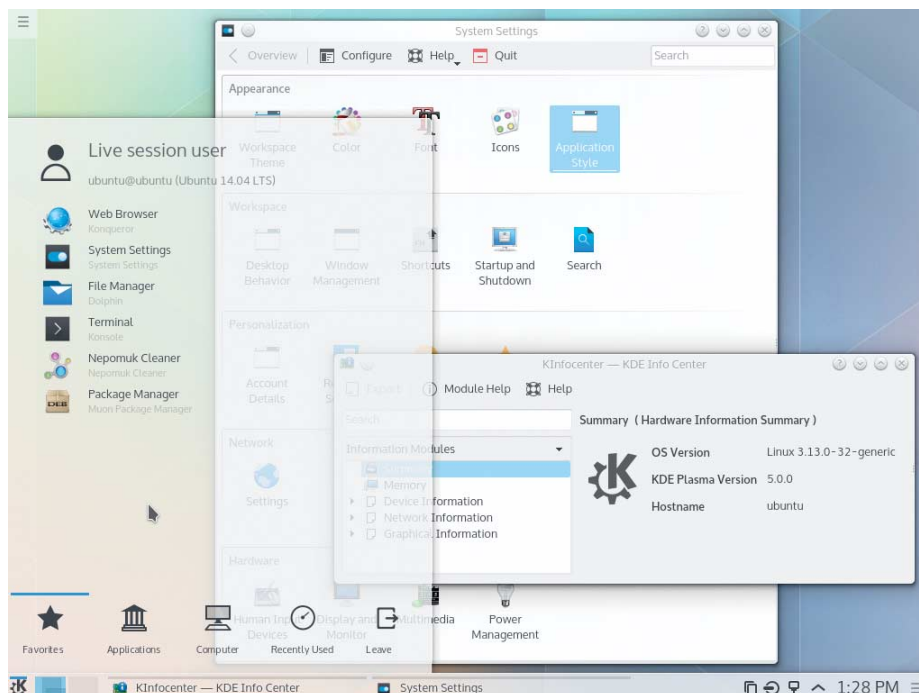 System Settings
Overview
Configure
Help
Quit
Search
Appearance
Workspace Theme
Color
Font
Icons
Application Style
Workspace
Desktop Behavior
Window Management
Shortcuts
Startup and Shutdown
Search
Personalization
Account Details
Network
Settings
Hardware
Human Input Devices
Display and Monitor
Multimedia
Power Management
Live session user
ubuntu@ubuntu (Ubuntu 14.04 LTS)
Web Browser
Konqueror
System Settings
System Settings
File Manager
Dolphin
Terminal
Konsole
Nepomuk Cleaner
Nepomuk Cleaner
Package Manager
Muon Package Manager
DEB
Favorites
Applications
Computer
Recently Used
Leave
KInfocenter — KDE Info Center
Export
Module Help
Help
Search
Information Modules
Memory
Device Information
Network Information
Graphical Information
Summary ( Hardware Information Summary )
OS Version Linux 3.13.0-32-generic
KDE Plasma Version 5.0.0
Hostname ubuntu
KInfocenter — KDE Info Center
System Settings
1:28 PM